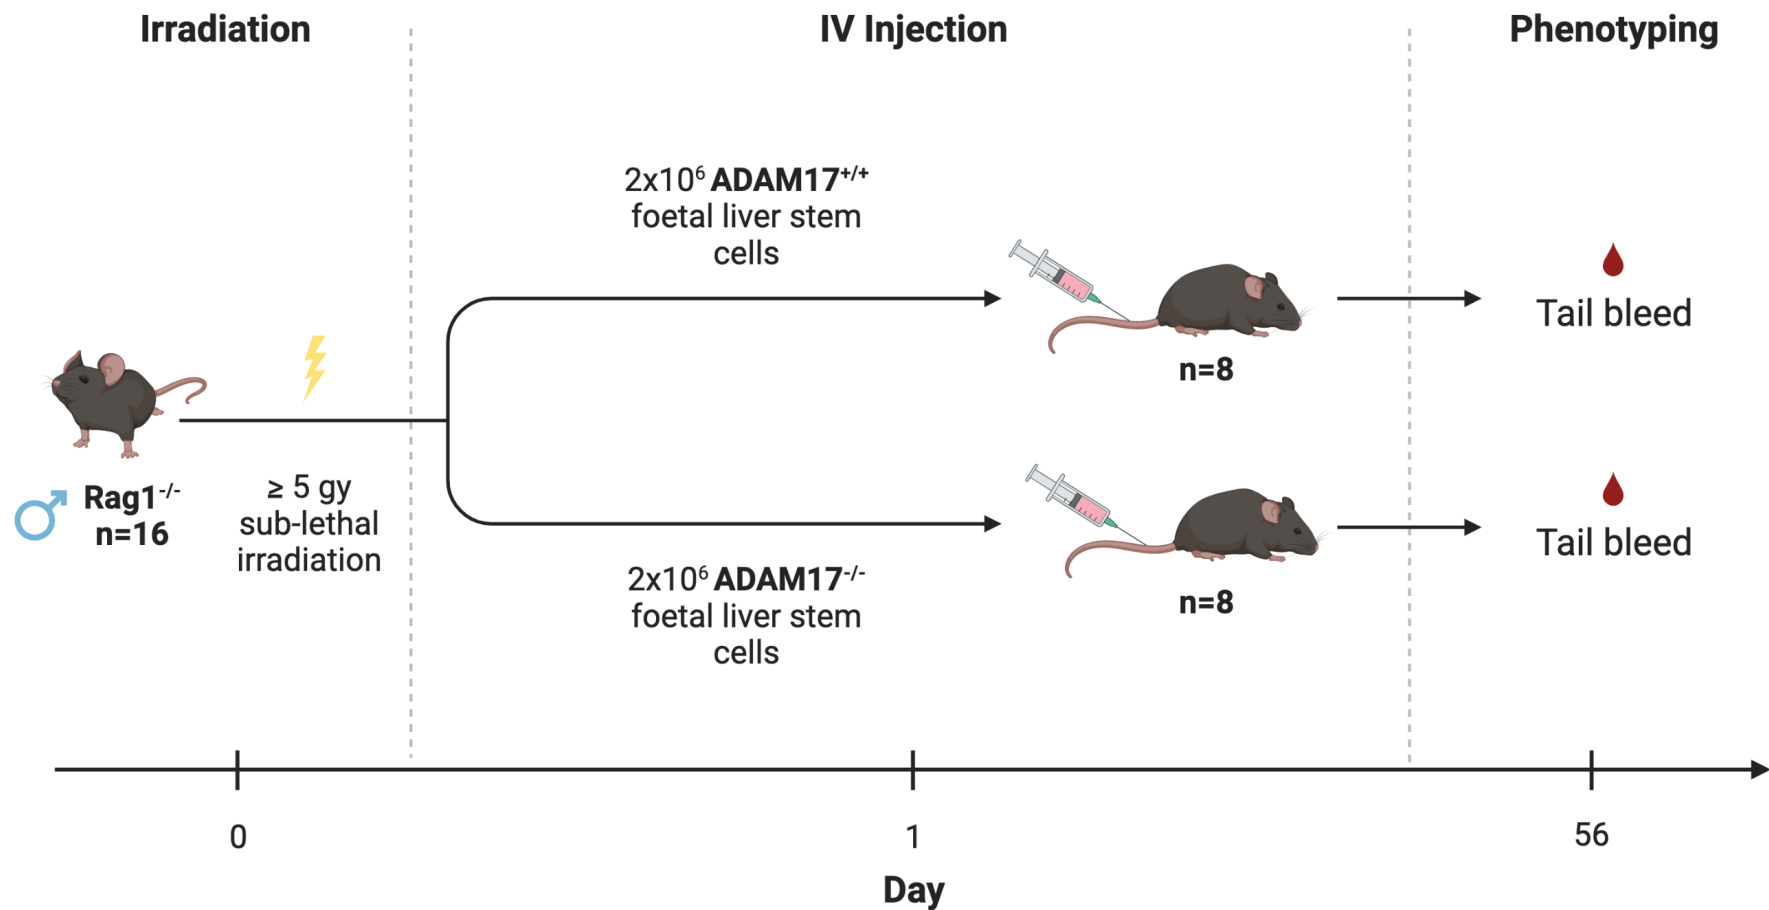 Irradiation
IV Injection
Phenotyping
2x10⁶ ADAM17⁺/⁺
foetal liver stem
cells
n=8
Tail bleed
Rag1⁻/⁻
n=16
≥ 5 gy
sub-lethal
irradiation
2x10⁶ ADAM17⁻/⁻
foetal liver stem
cells
n=8
Tail bleed
0
1
56
Day